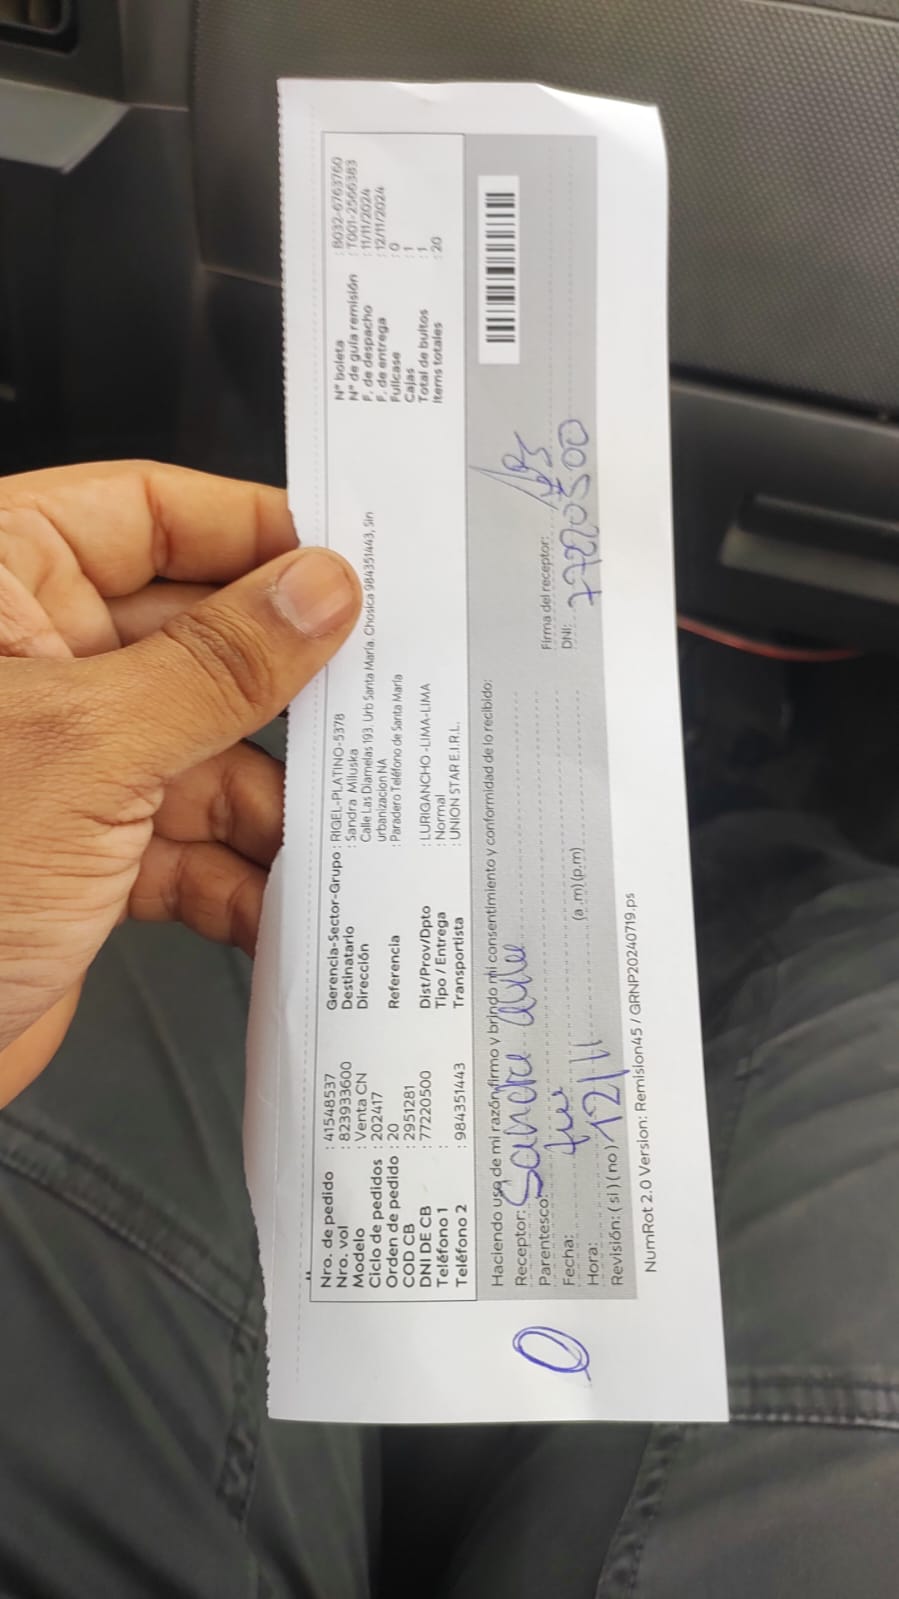 Nro. de pedido : 41548537
Nro. vol : 823933600
Modelo : Venta CN
Ciclo de pedidos : 202417
Orden de pedido : 20
COD CB : 2951281
DNI DE CB : 77220500
Teléfono 1 :
Teléfono 2 : 984351443
Gerencia-Sector-Grupo : RIGEL-PLATINO-5378
Destinatario : Sandra Miluska
Dirección : Calle Las Diamelas 193. Urb Santa María. Chosica 984351443, Sin
urbanizacion NA
Referencia : Paradero Teléfono de Santa María
Dist/Prov/Dpto : LURIGANCHO -LIMA-LIMA
Tipo / Entrega : Normal
Transportista : UNION STAR E.I.R.L.
N° boleta : B032-6763760
N° de guía remisión : T001-2566383
F. de despacho : 11/11/2024
F. de entrega : 12/11/2024
Fullcase : 0
Cajas : 1
Total de bultos : 1
Items totales : 20
Haciendo uso de mi razón firmo y brindo mi consentimiento y conformidad de lo recibido:
Receptor: Sandra
Parentesco:
Fecha:
Hora: 12/11 (a.m) (p.m)
Revisión: ( si ) ( no )
Firma del receptor:
DNI: 77220500
NumRot 2.0 Version: Remision45 / GRNP20240719.ps